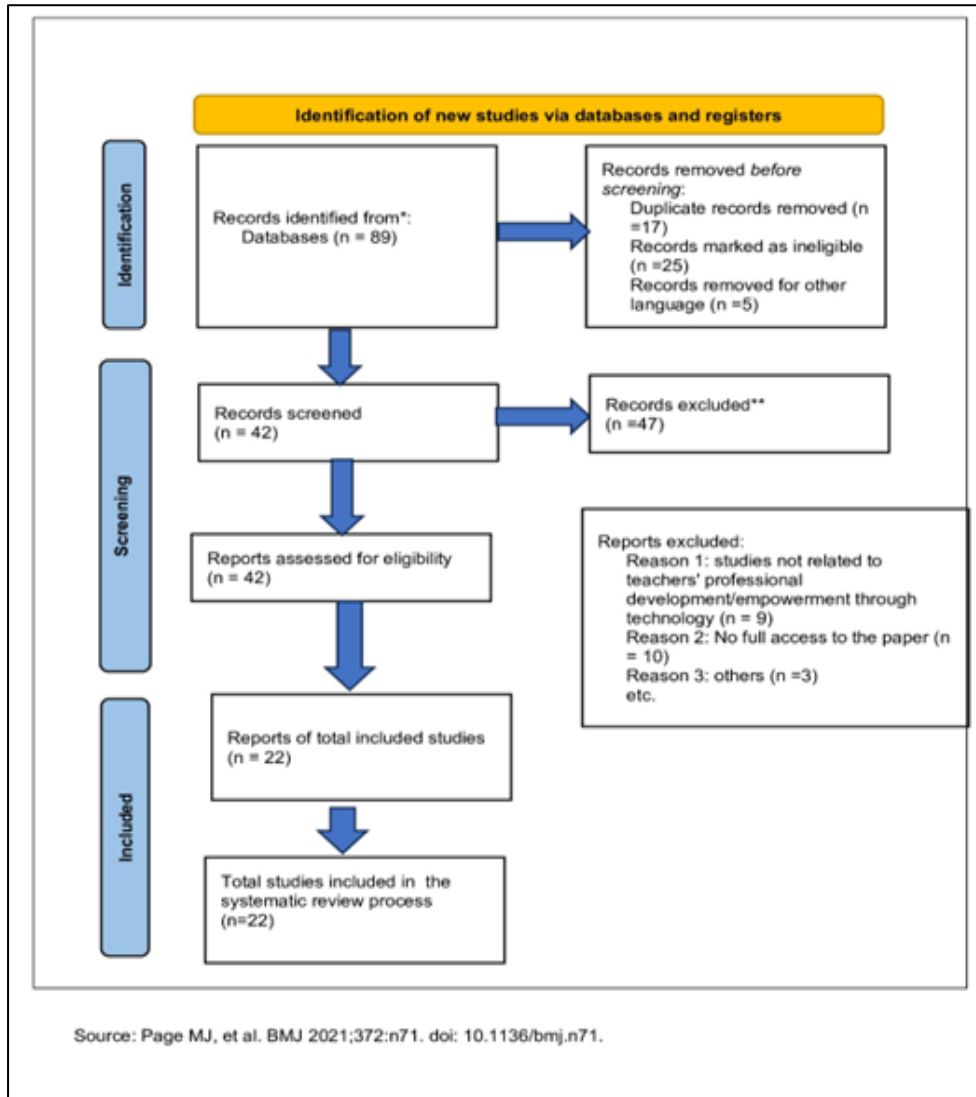 Identification of new studies via databases and registers
Identification
Records identified from*:
Databases (n = 89)
Records removed before
screening:
Duplicate records removed (n
=17)
Records marked as ineligible
(n =25)
Records removed for other
language (n =5)
Screening
Records screened
(n = 42)
Records excluded**
(n =47)
Reports assessed for eligibility
(n = 42)
Reports excluded:
Reason 1: studies not related to
teachers' professional
development/empowerment through
technology (n = 9)
Reason 2: No full access to the paper (n
= 10)
Reason 3: others (n =3)
etc.
Included
Reports of total included studies
(n = 22)
Total studies included in the
systematic review process
(n=22)
Source: Page MJ, et al. BMJ 2021;372:n71. doi: 10.1136/bmj.n71.